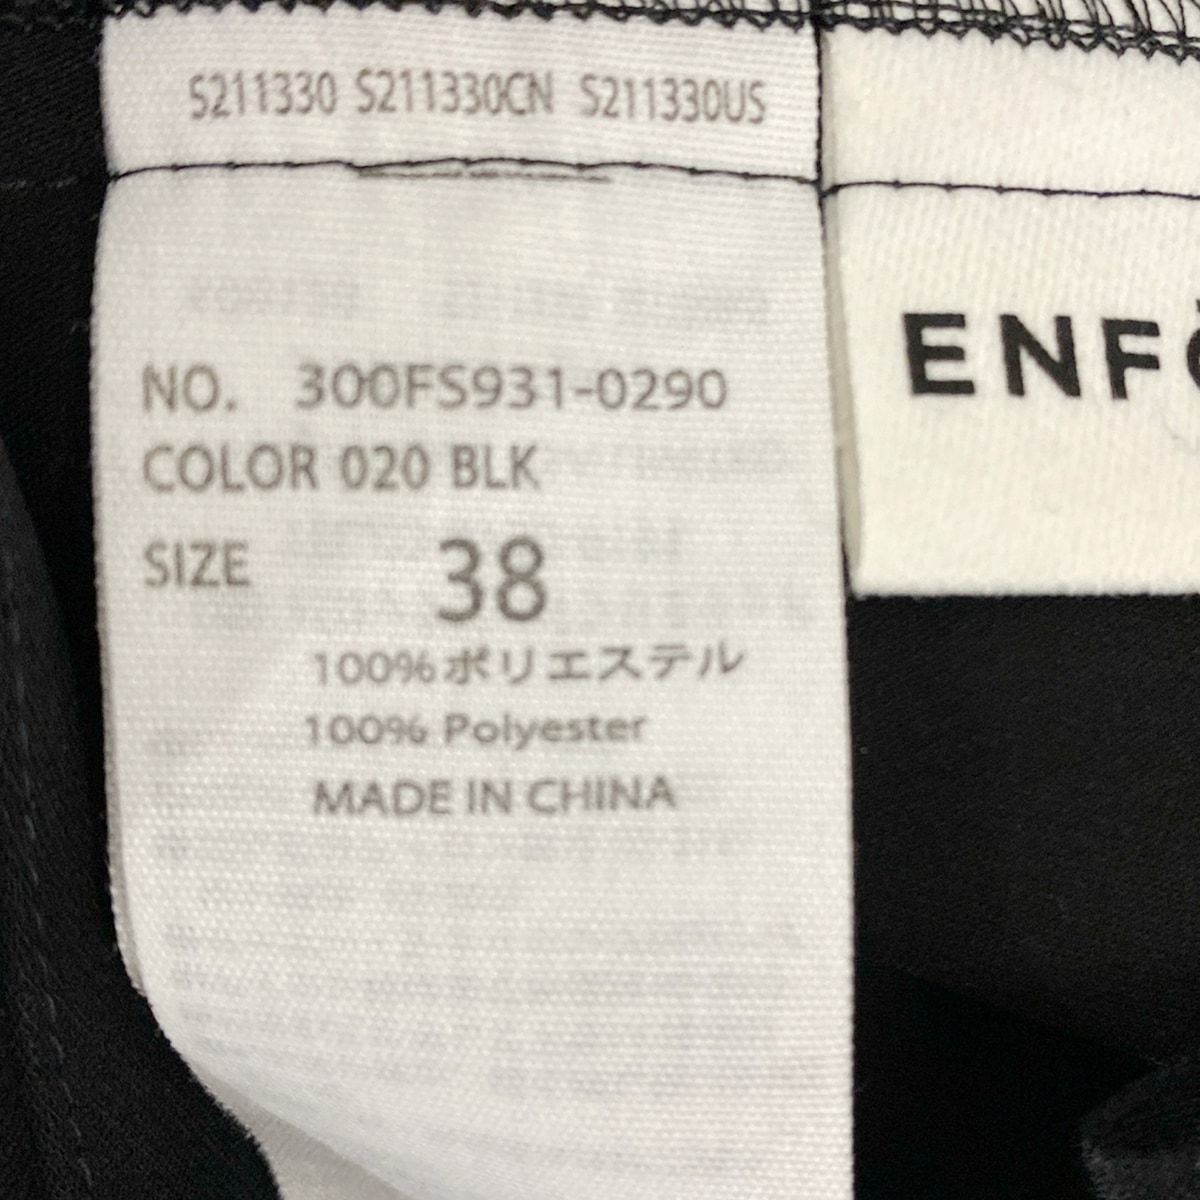 S211330 S211330CN S211330US
ENF
NO. 300FS931-0290
COLOR 020 BLK
SIZE 38
100%ポリエステル
100% Polyester
MADE IN CHINA